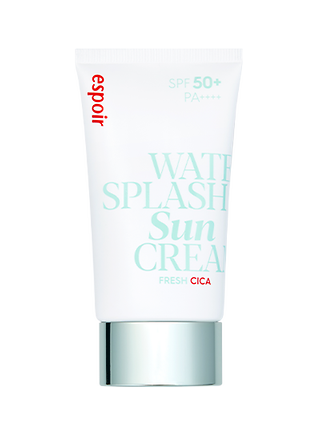 espoir
SPF 50+
PA++++
WATE
SPLASH
Sun
CREA
FRESH CICA